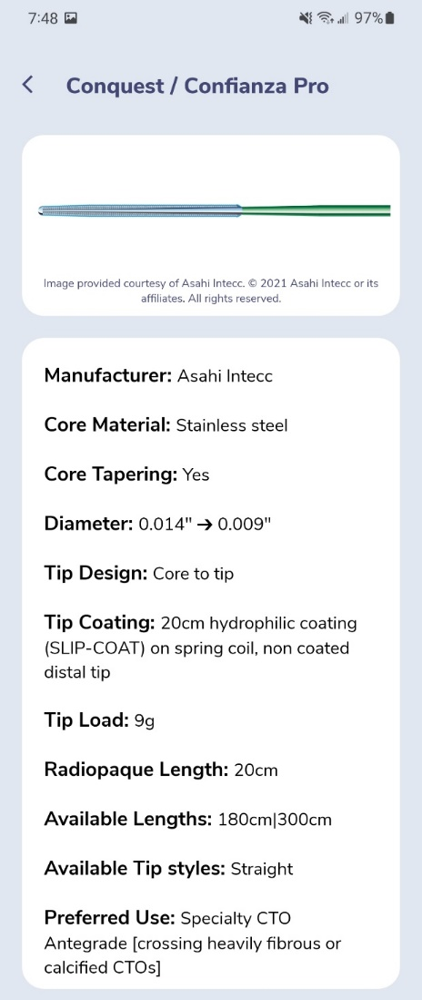 7:48 97%
Conquest / Confianza Pro
Image provided courtesy of Asahi Intecc. © 2021 Asahi Intecc or its
affiliates. All rights reserved.
Manufacturer: Asahi Intecc
Core Material: Stainless steel
Core Tapering: Yes
Diameter: 0.014" → 0.009"
Tip Design: Core to tip
Tip Coating: 20cm hydrophilic coating
(SLIP-COAT) on spring coil, non coated
distal tip
Tip Load: 9g
Radiopaque Length: 20cm
Available Lengths: 180cm|300cm
Available Tip styles: Straight
Preferred Use: Specialty CTO
Antegrade [crossing heavily fibrous or
calcified CTOs]